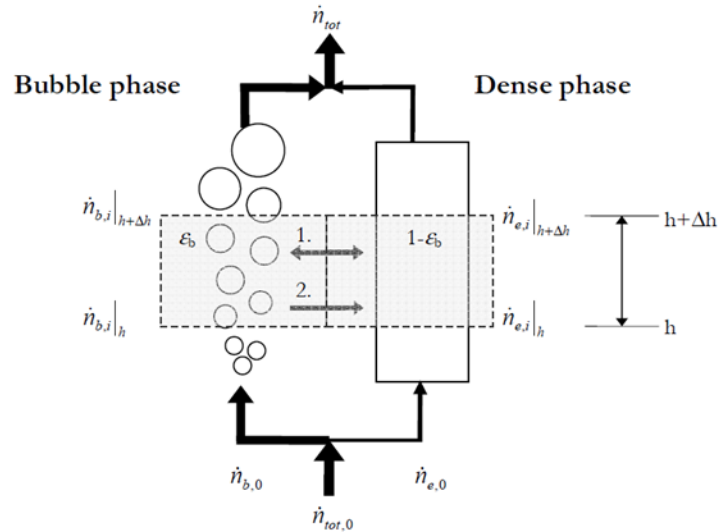 ṅ_tot
Bubble phase
Dense phase
ṅ_b,i|_h+Δh
ε_b
1.
1-ε_b
ṅ_e,i|_h+Δh
h+Δh
2.
ṅ_b,i|_h
ṅ_e,i|_h
h
ṅ_b,0
ṅ_e,0
ṅ_tot,0